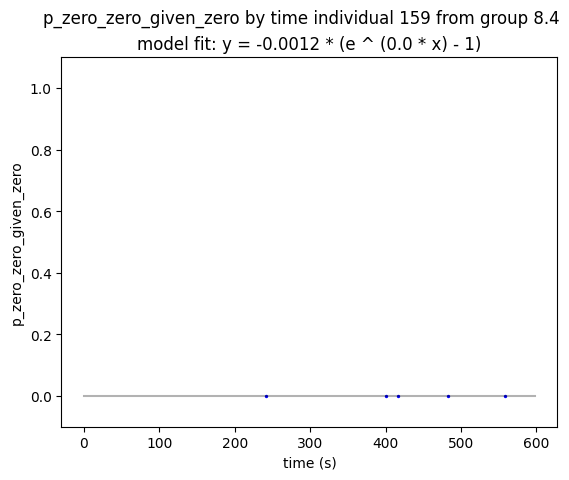 p_zero_zero_given_zero by time individual 159 from group 8.4
model fit: y = -0.0012 * (e ^ (0.0 * x) - 1)
1.0
0.8
0.6
0.4
0.2
0.0
p_zero_zero_given_zero
0 100 200 300 400 500 600
time (s)